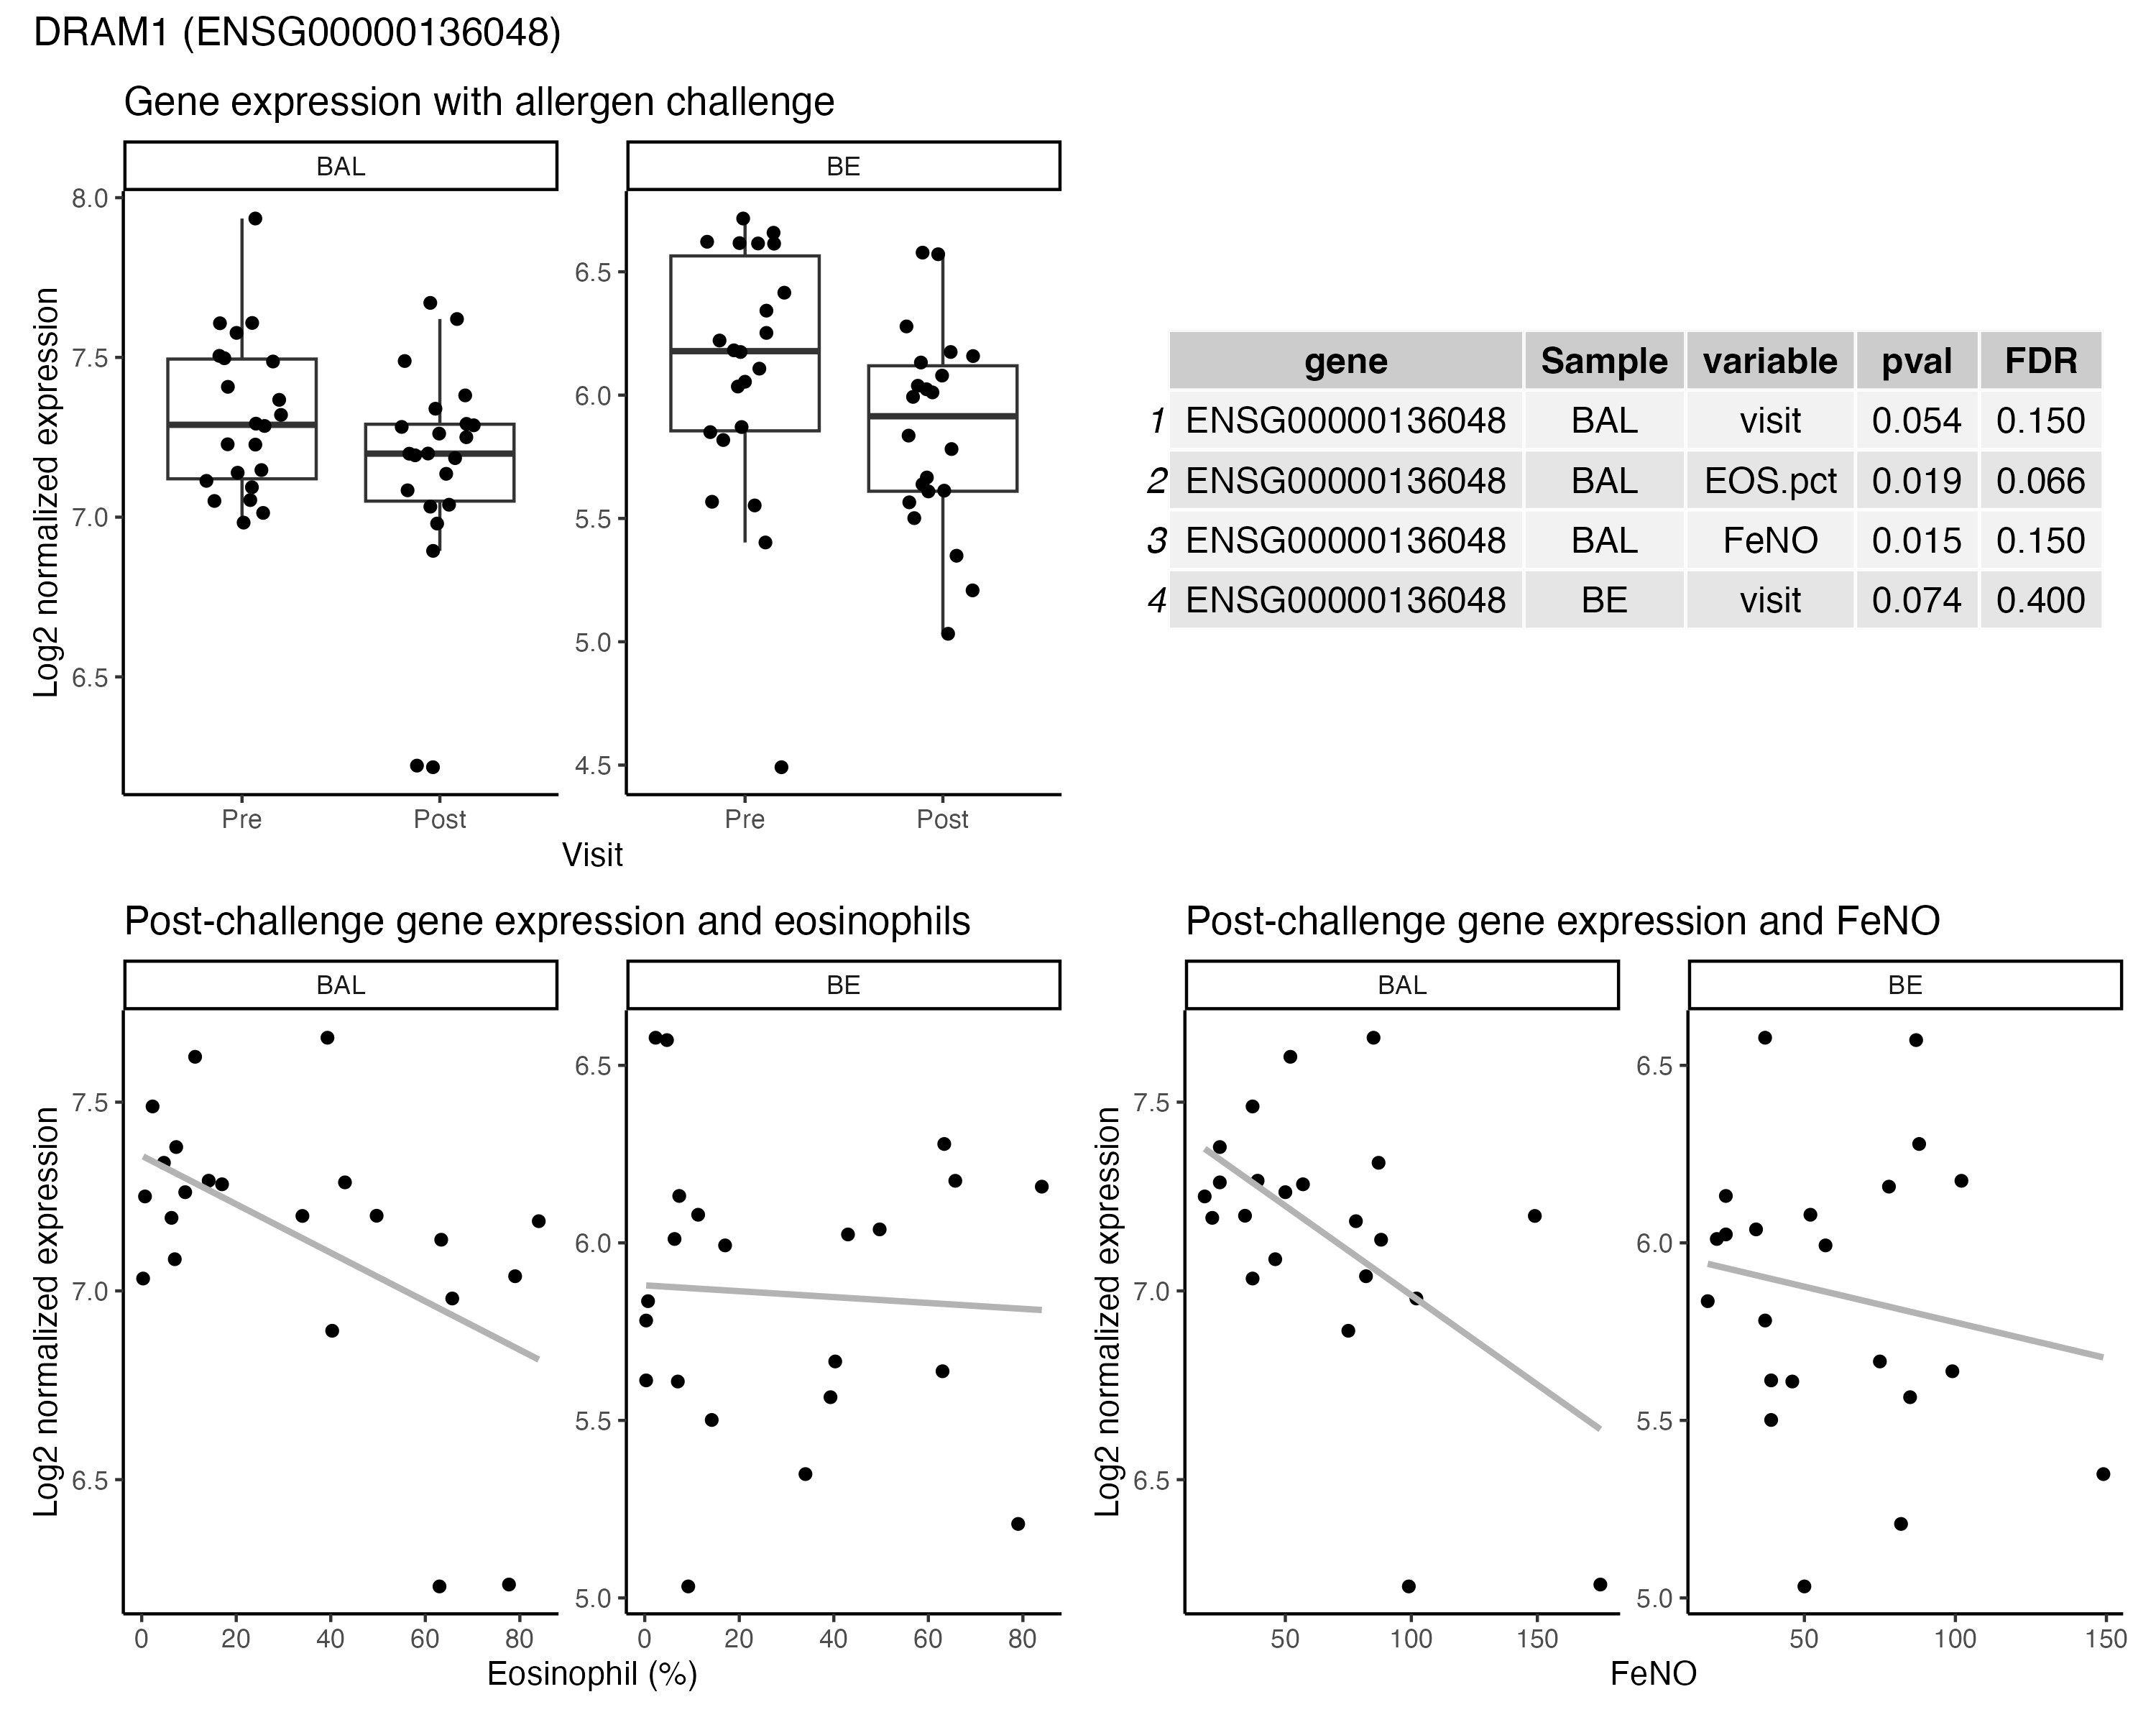 DRAM1 (ENSG00000136048)
Gene expression with allergen challenge
BAL BE
Log2 normalized expression
8.0
7.5
7.0
6.5
6.5
6.0
5.5
5.0
4.5
Pre Post Pre Post
Visit
gene Sample variable pval FDR
1 ENSG00000136048 BAL visit 0.054 0.150
2 ENSG00000136048 BAL EOS.pct 0.019 0.066
3 ENSG00000136048 BAL FeNO 0.015 0.150
4 ENSG00000136048 BE visit 0.074 0.400
Post-challenge gene expression and eosinophils
BAL BE
Log2 normalized expression
7.5
7.0
6.5
6.5
6.0
5.5
5.0
0 20 40 60 80 0 20 40 60 80
Eosinophil (%)
Post-challenge gene expression and FeNO
BAL BE
Log2 normalized expression
7.5
7.0
6.5
6.5
6.0
5.5
5.0
50 100 150 50 100 150
FeNO